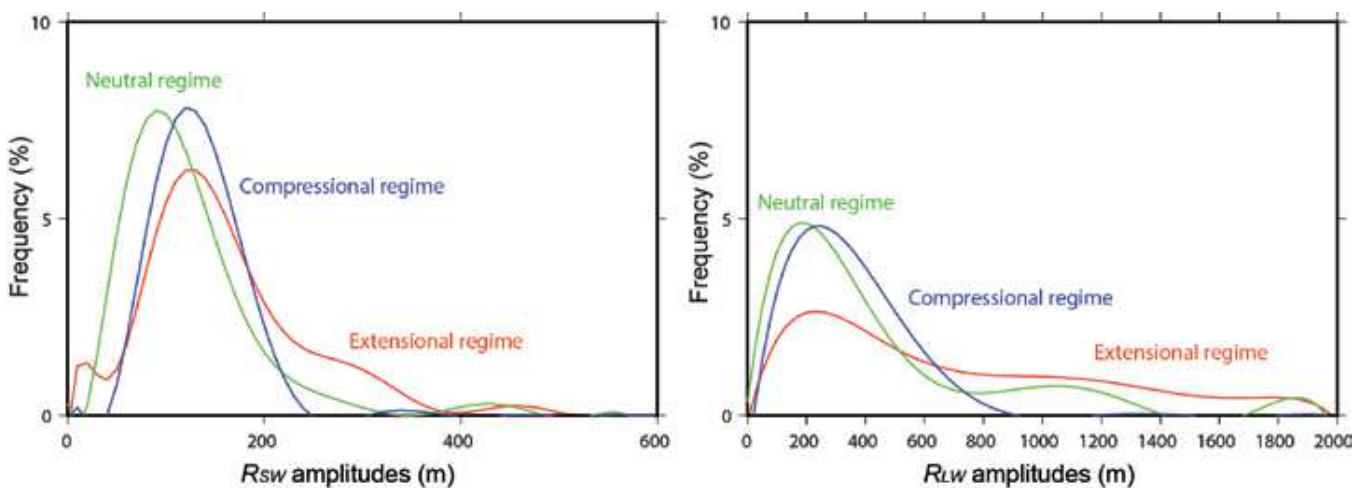 10
5
0
Frequency (%)
Neutral regime
Compressional regime
Extensional regime
0 200 400 600
RSW amplitudes (m)
10
5
0
Frequency (%)
Neutral regime
Compressional regime
Extensional regime
0 200 400 600 800 1000 1200 1400 1600 1800 2000
RLW amplitudes (m)